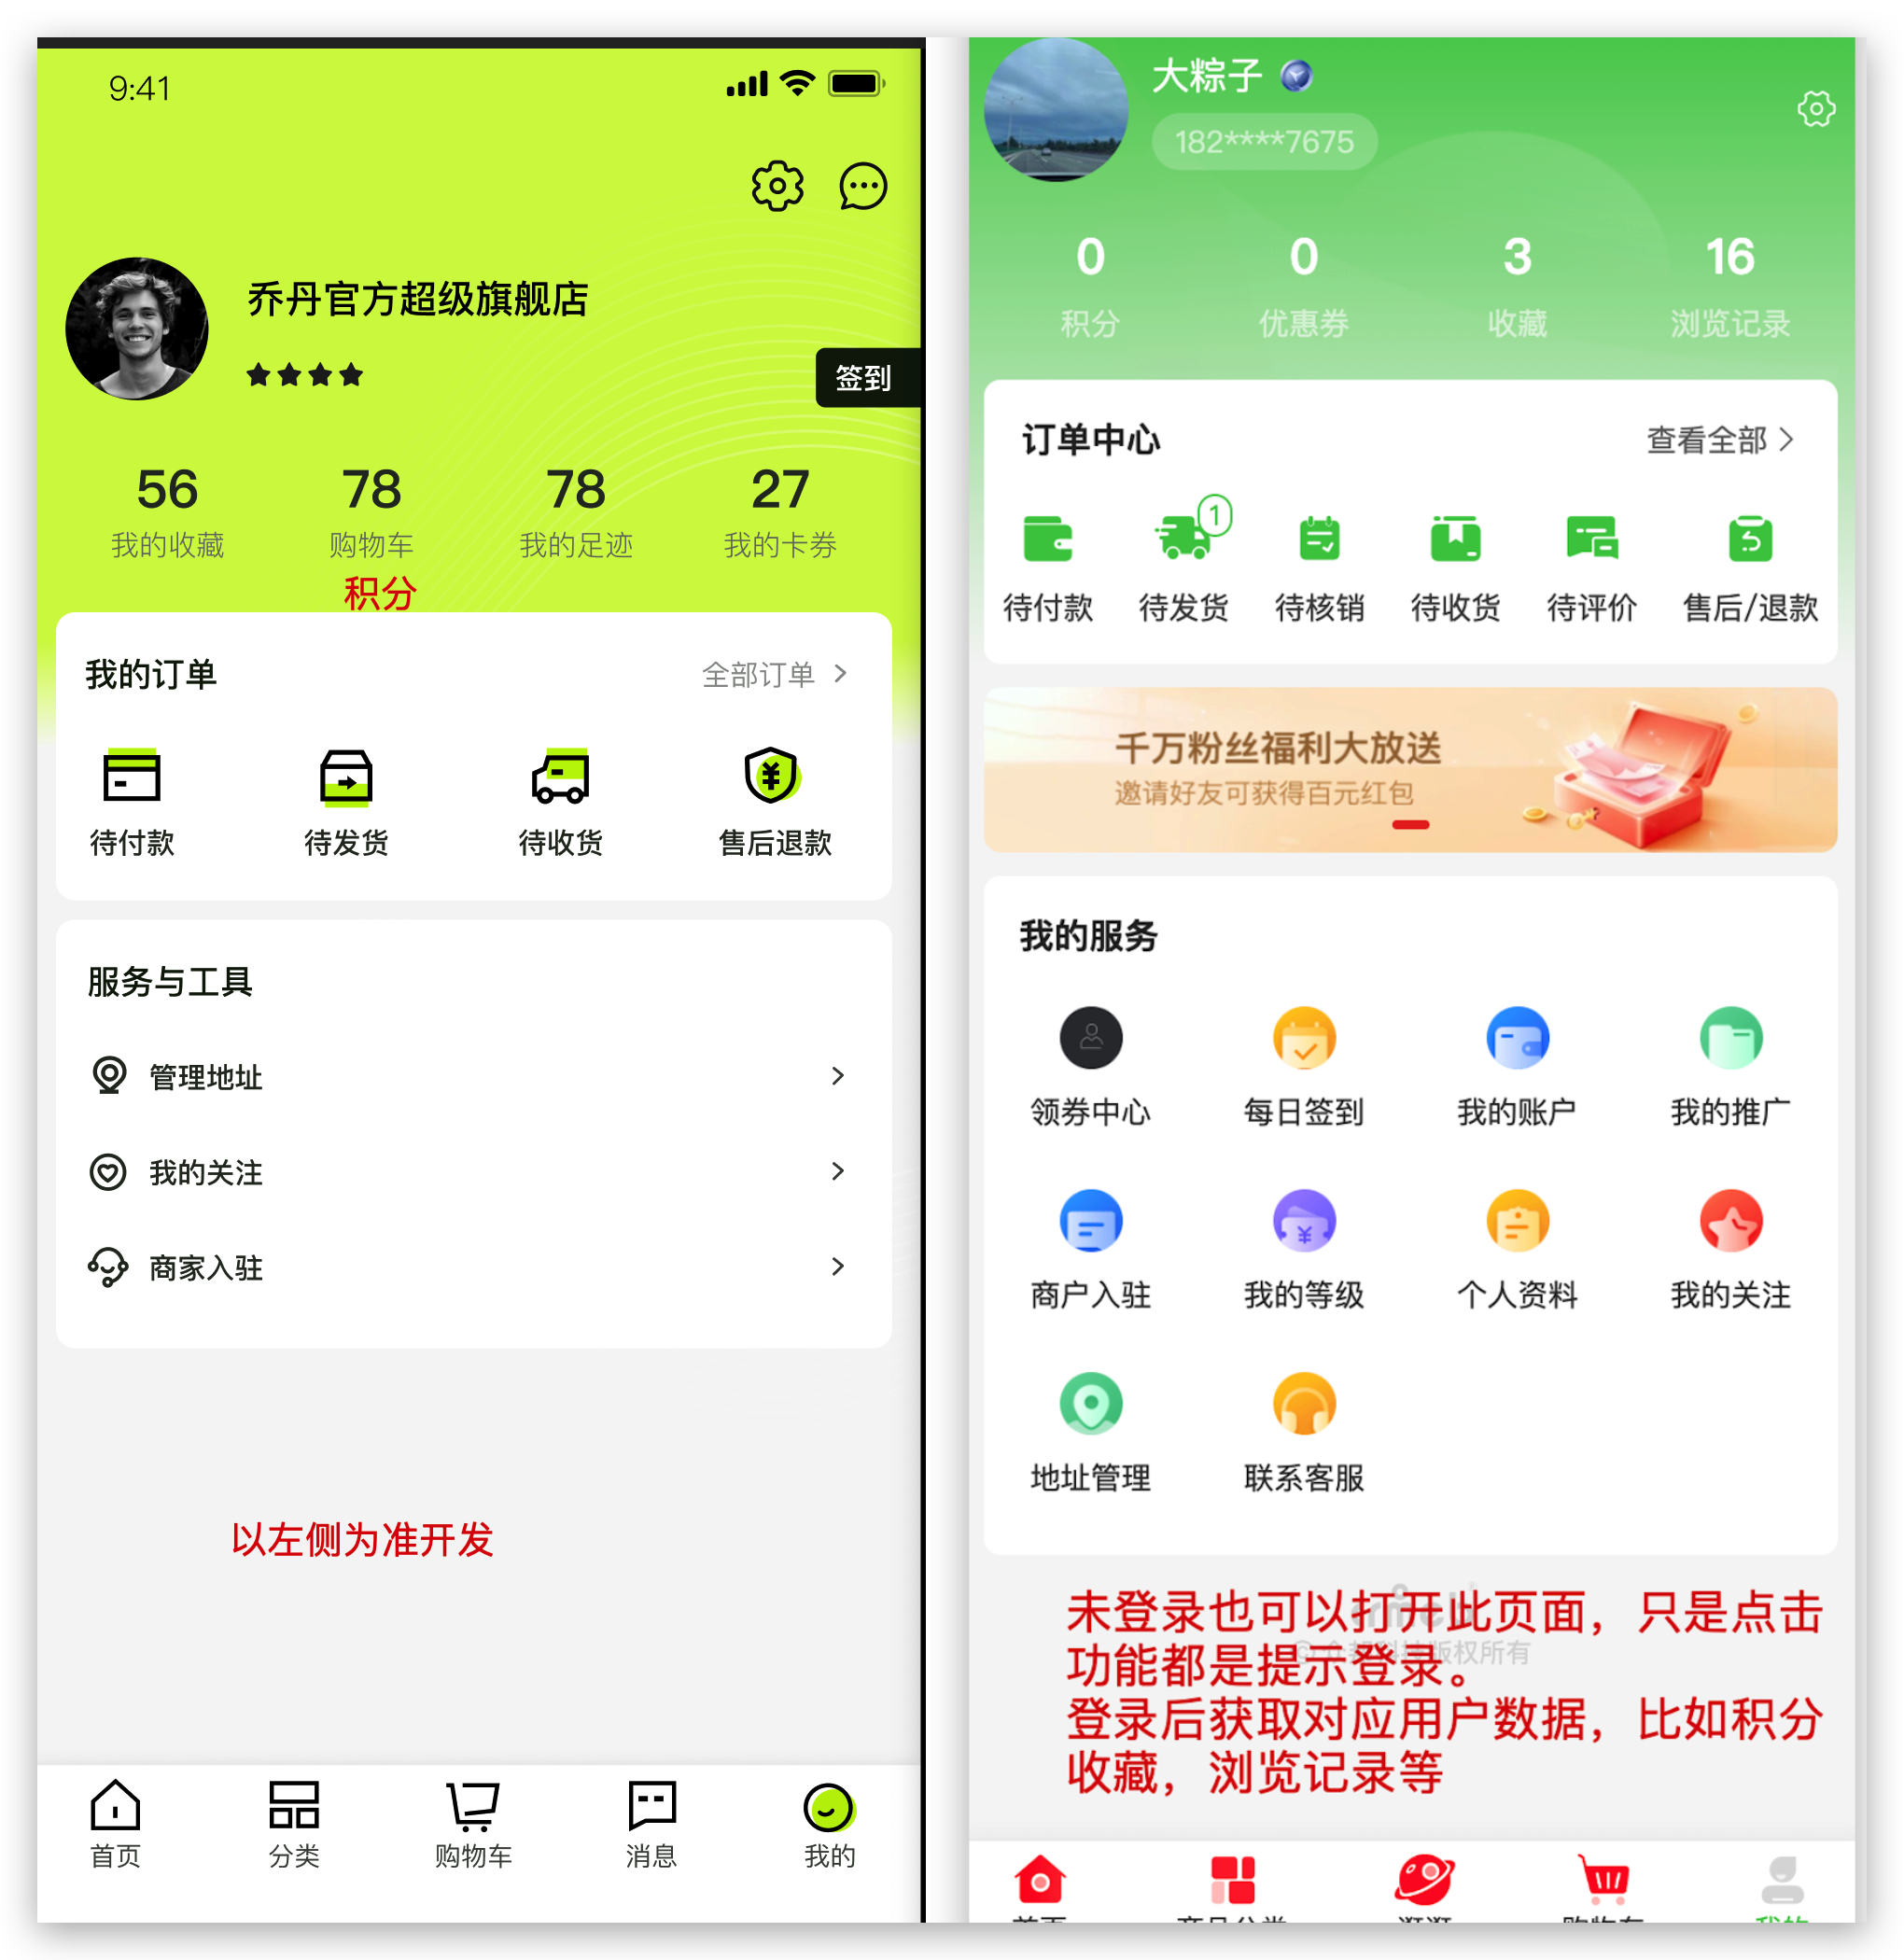 9:41
乔丹官方超级旗舰店
签到
56 78 78 27
我的收藏 购物车 我的足迹 我的卡券
积分
我的订单 全部订单
待付款 待发货 待收货 售后退款
服务与工具
管理地址
我的关注
商家入驻
以左侧为准开发
首页 分类 购物车 消息 我的
大粽子
182****7675
0 0 3 16
积分 优惠券 收藏 浏览记录
订单中心 查看全部
1
待付款 待发货 待核销 待收货 待评价 售后/退款
千万粉丝福利大放送
邀请好友可获得百元红包
我的服务
领券中心 每日签到 我的账户 我的推广
商户入驻 我的等级 个人资料 我的关注
地址管理 联系客服
未登录也可以打开此页面，只是点击
功能都是提示登录。
登录后获取对应用户数据，比如积分
收藏，浏览记录等
版权所有
首页 商品分类 逛逛 购物车 我的